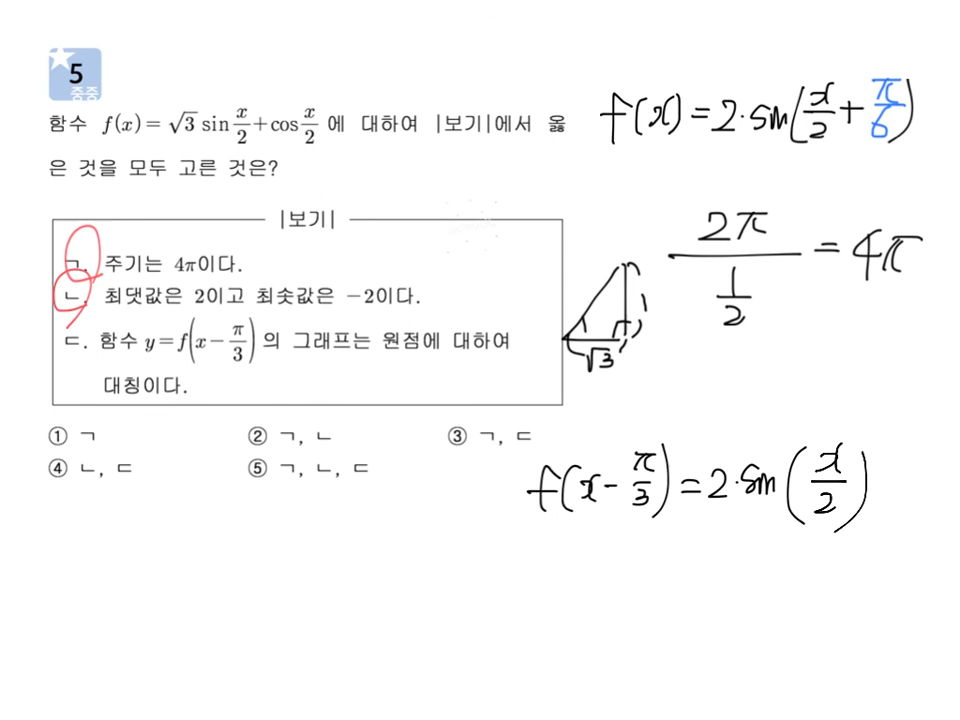 5
중중
함수 f(x)=√3 sin x/2+cos x/2 에 대하여 |보기|에서 옳
은 것을 모두 고른 것은?
|보기|
ㄱ. 주기는 4π이다.
ㄴ. 최댓값은 2이고 최솟값은 −2이다.
ㄷ. 함수 y=f(x−π/3)의 그래프는 원점에 대하여
대칭이다.
① ㄱ ② ㄱ, ㄴ ③ ㄱ, ㄷ
④ ㄴ, ㄷ ⑤ ㄱ, ㄴ, ㄷ
f(x)=2·sin(x/2+π/6)
2π/(1/2)=4π
1
√3
f(x−π/3)=2·sin(x/2)